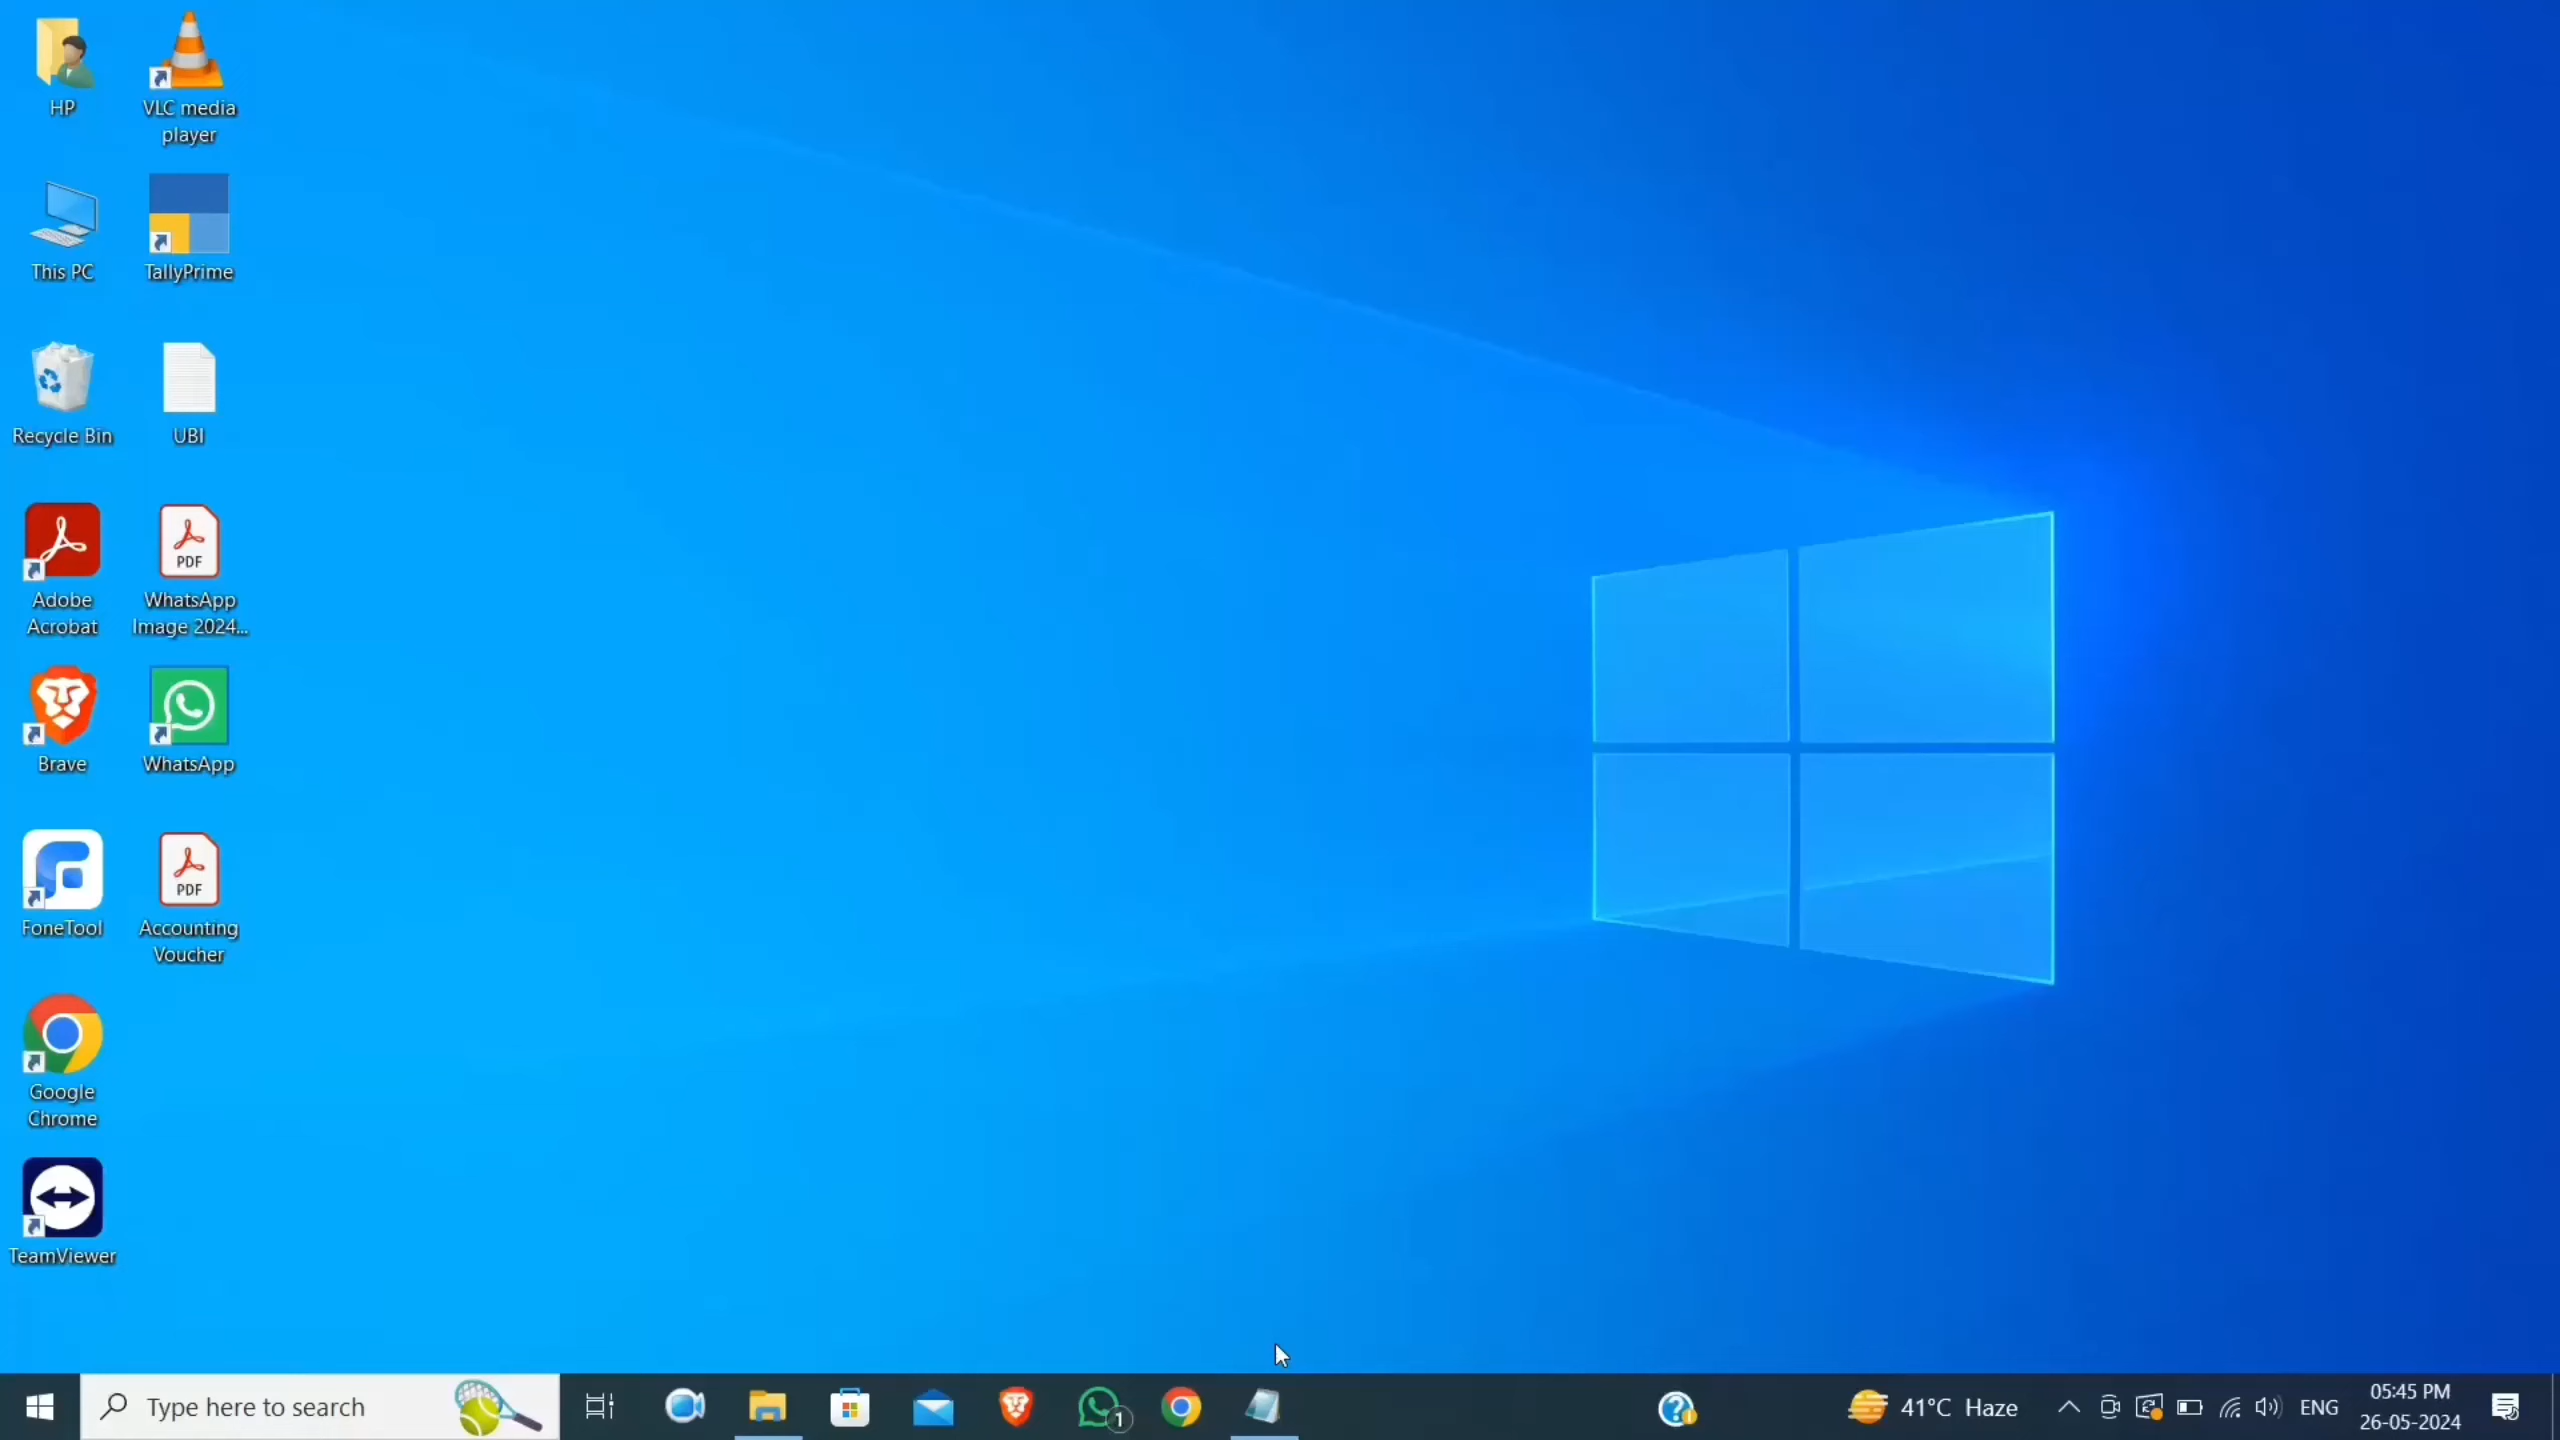 HP
VLC media
player
This PC
TallyPrime
Recycle Bin
UBI
Adobe
Acrobat
PDF
WhatsApp
Image 2024...
Brave
WhatsApp
FoneTool
PDF
Accounting
Voucher
Google
Chrome
TeamViewer
Type here to search
1
41°C Haze
ENG
05:45 PM
26-05-2024